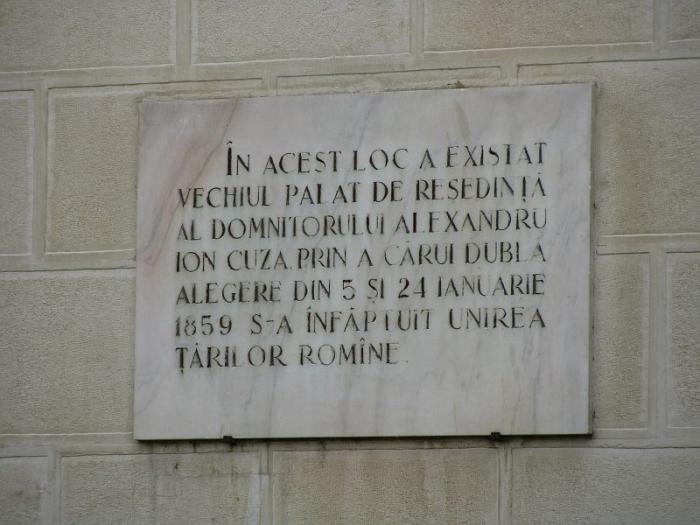 ÎN ACEST LOC A EXISTAT
VECHIUL PALAT DE RESEDINȚĂ
AL DOMNITORULUI ALEXANDRU
ION CUZA, PRIN A CĂRUI DUBLĂ
ALEGERE DIN 5 ȘI 24 IANUARIE
1859 S-A ÎNFĂPTUIT UNIREA
ȚĂRILOR ROMÎNE.